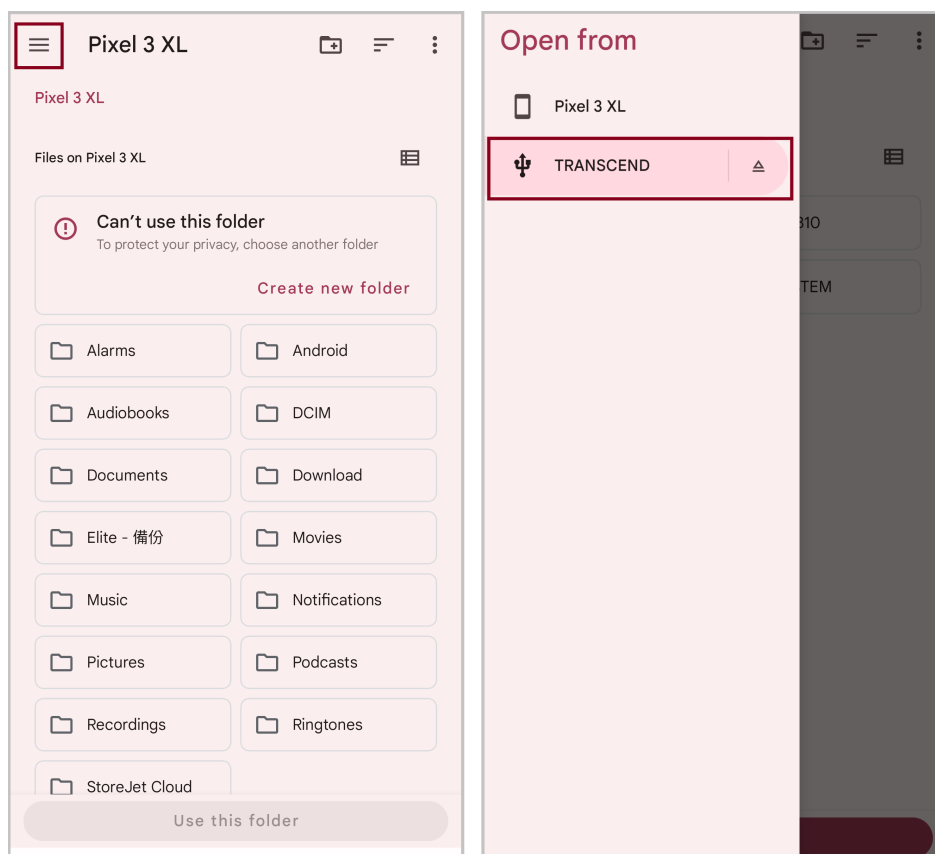 Pixel 3 XL
Pixel 3 XL
Files on Pixel 3 XL
Can't use this folder
To protect your privacy, choose another folder
Create new folder
Alarms
Android
Audiobooks
DCIM
Documents
Download
Elite - 備份
Movies
Music
Notifications
Pictures
Podcasts
Recordings
Ringtones
StoreJet Cloud
Use this folder
Open from
Pixel 3 XL
TRANSCEND
310
TEM